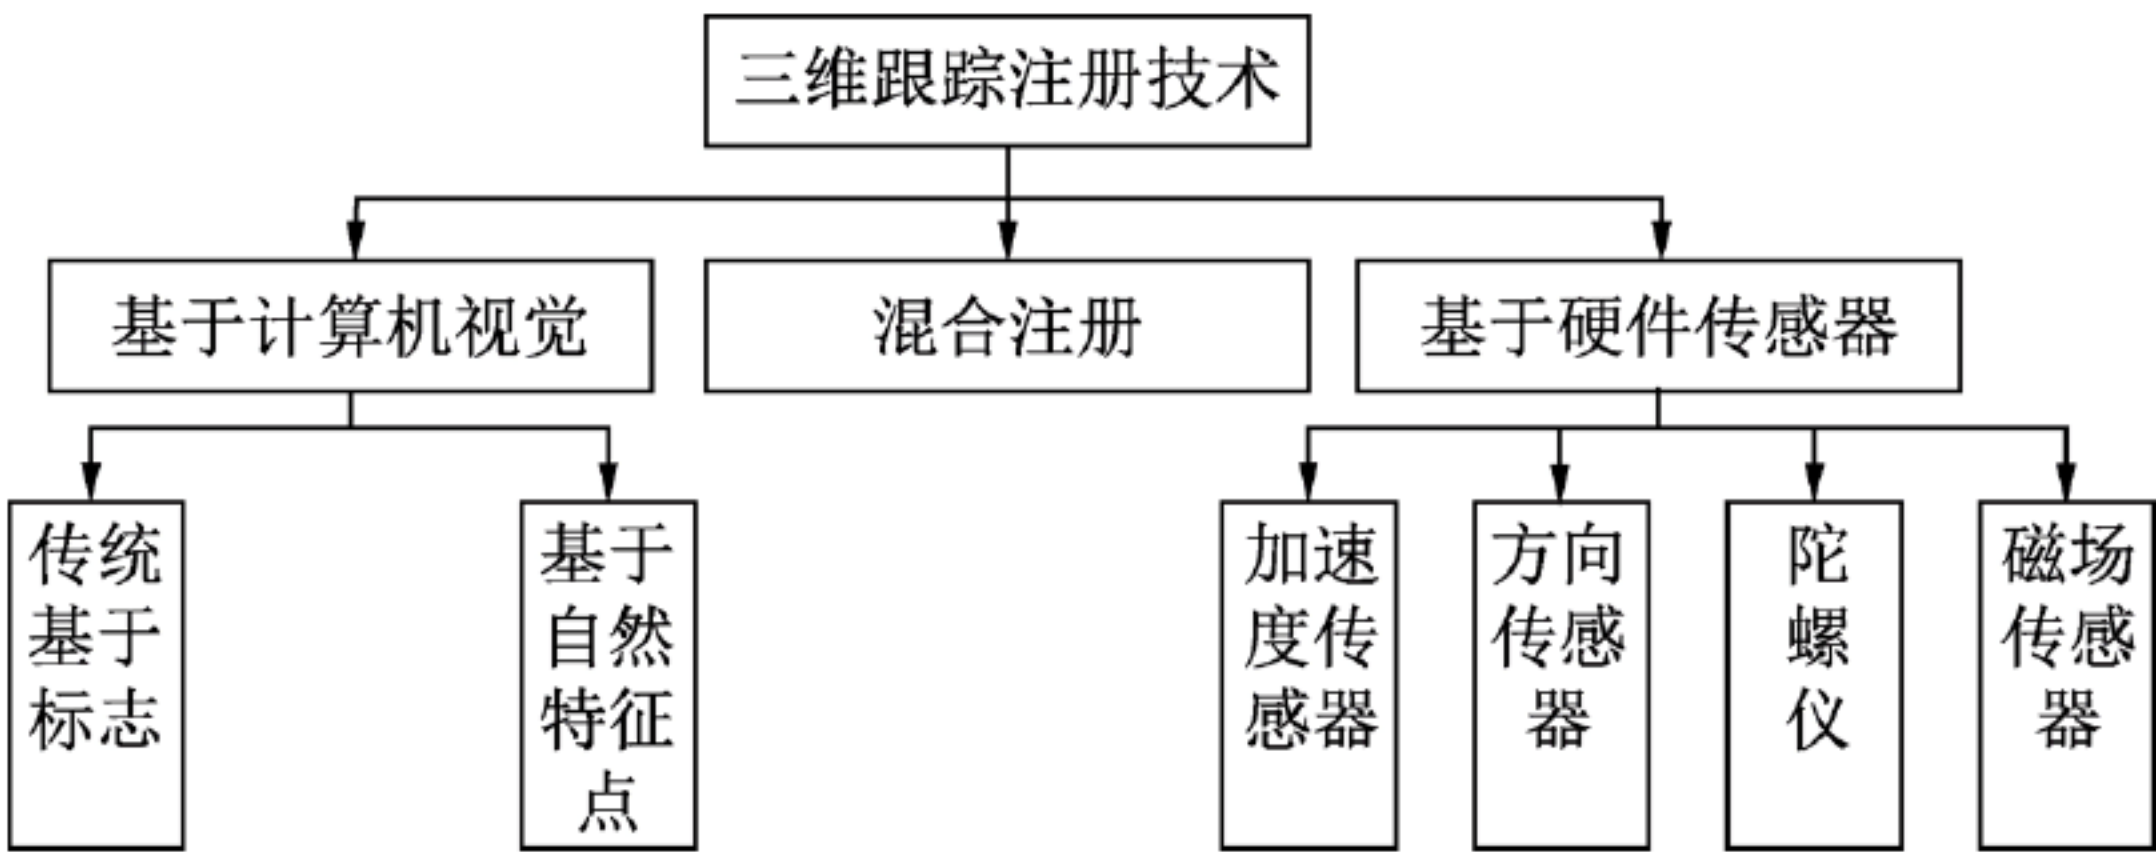 三维跟踪注册技术
基于计算机视觉
混合注册
基于硬件传感器
传统
基于
标志
基于
自然
特征
点
加速
度传
感器
方向
传感
器
陀
螺
仪
磁场
传感
器